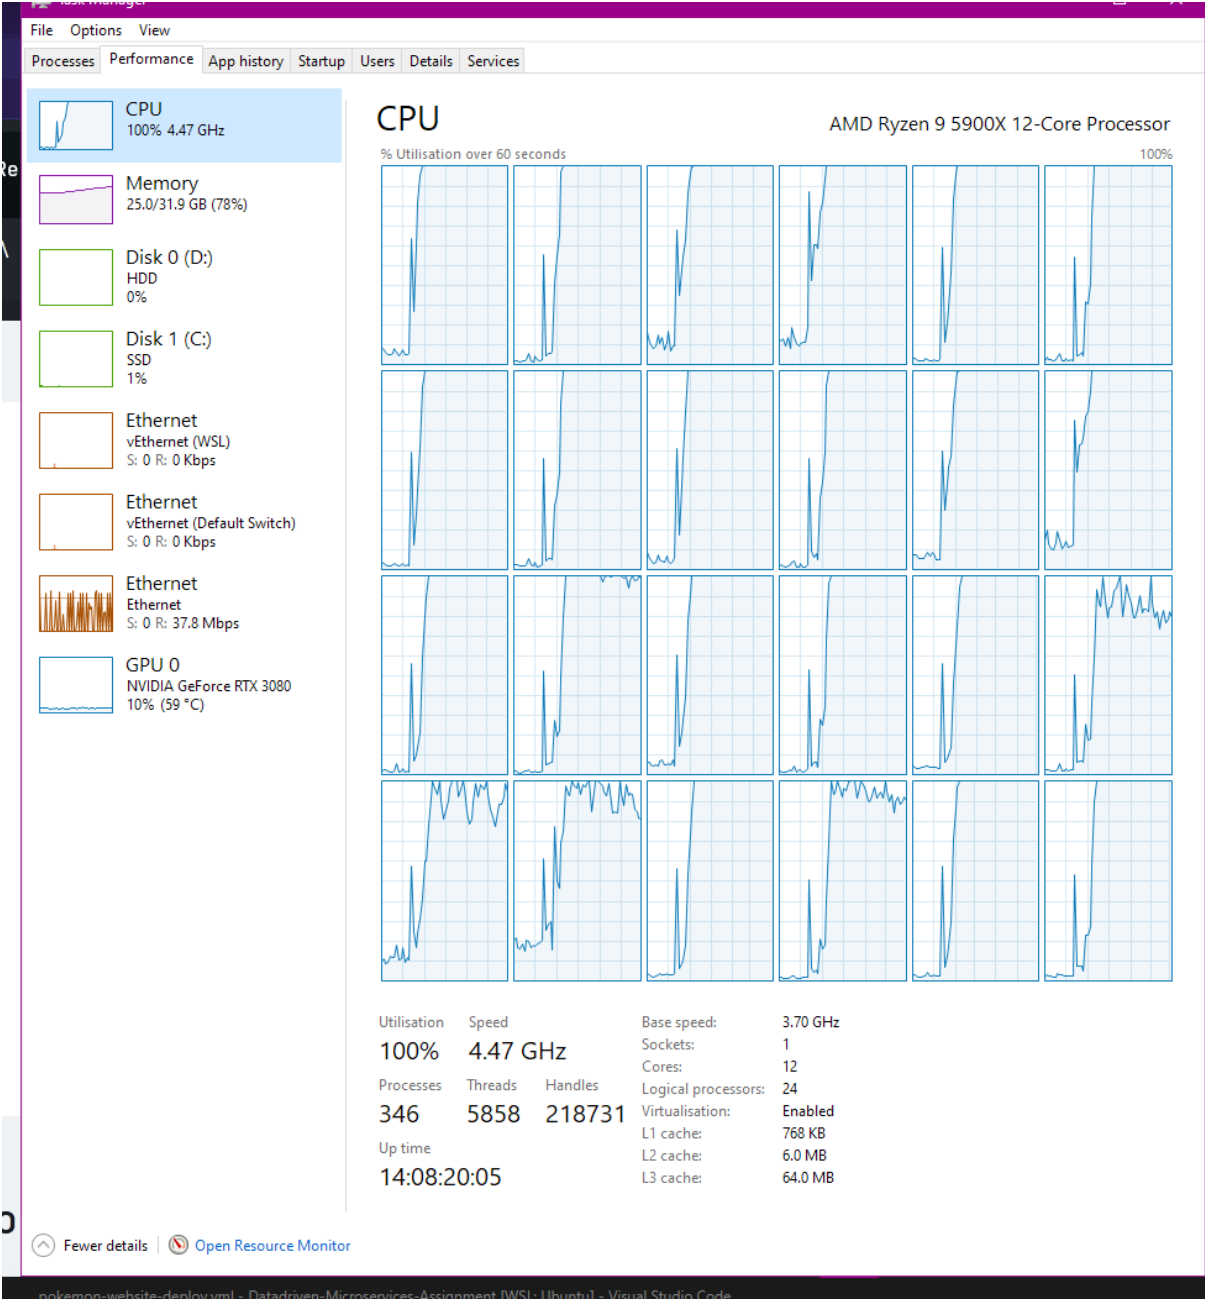 Task Manager
File Options View
Processes Performance App history Startup Users Details Services
CPU
100% 4.47 GHz
Memory
25.0/31.9 GB (78%)
Disk 0 (D:)
HDD
0%
Disk 1 (C:)
SSD
1%
Ethernet
vEthernet (WSL)
S: 0 R: 0 Kbps
Ethernet
vEthernet (Default Switch)
S: 0 R: 0 Kbps
Ethernet
Ethernet
S: 0 R: 37.8 Mbps
GPU 0
NVIDIA GeForce RTX 3080
10% (59 °C)
CPU
AMD Ryzen 9 5900X 12-Core Processor
% Utilisation over 60 seconds 100%
Utilisation Speed
100% 4.47 GHz
Processes Threads Handles
346 5858 218731
Up time
14:08:20:05
Base speed: 3.70 GHz
Sockets: 1
Cores: 12
Logical processors: 24
Virtualisation: Enabled
L1 cache: 768 KB
L2 cache: 6.0 MB
L3 cache: 64.0 MB
Fewer details Open Resource Monitor
pokemon-website-deploy.yml - Datadriven-Microservices-Assignment [WSL: Ubuntu] - Visual Studio Code